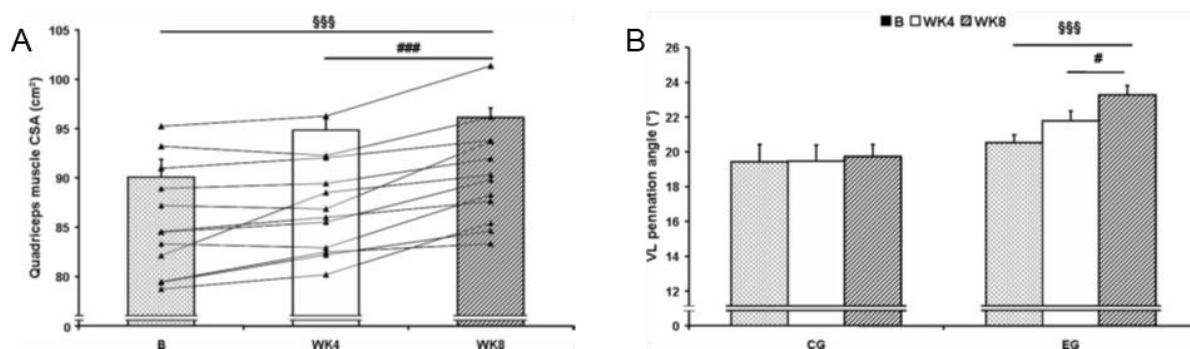 A
Quadriceps muscle CSA (cm²)
105
100
95
90
85
80
0
§§§
###
B WK4 WK8
B
B WK4 WK8
VL pennation angle (°)
26
24
22
20
18
16
14
12
0
§§§
#
CG EG